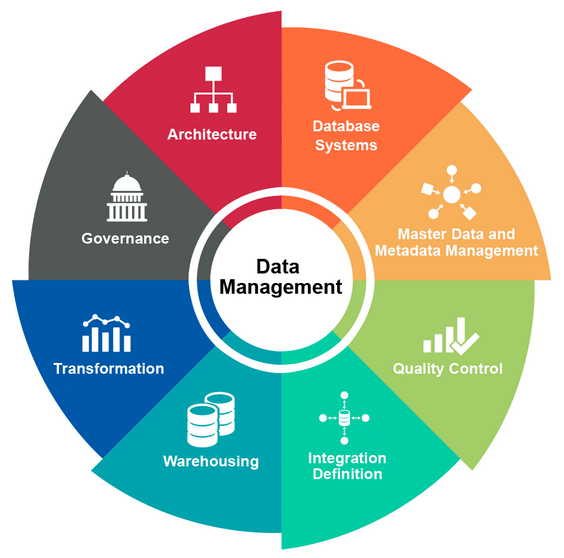 Architecture
Database
Systems
Master Data and
Metadata Management
Governance
Data
Management
Transformation
Quality Control
Warehousing
Integration
Definition